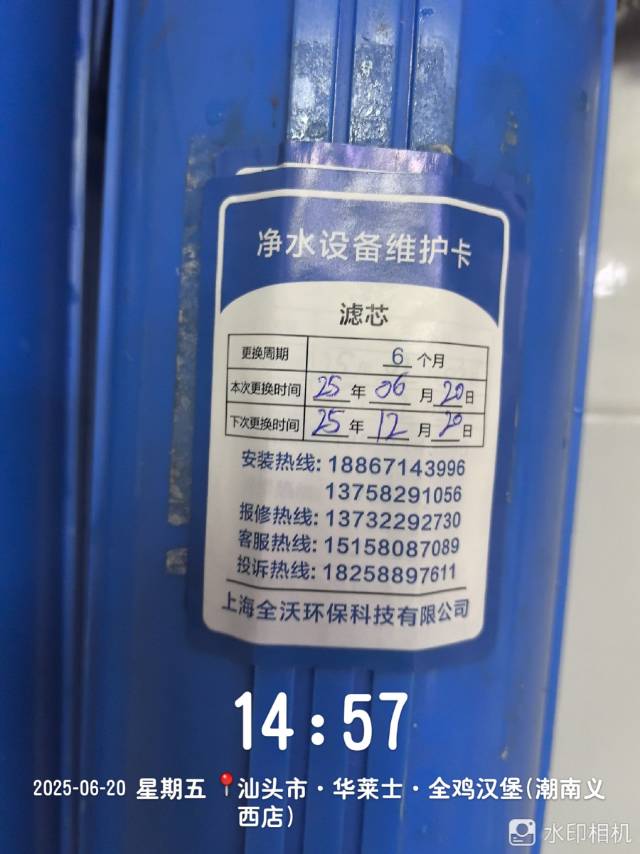 净水设备维护卡
滤芯
更换周期 6 个月
本次更换时间 25 年 06 月 20 日
下次更换时间 25 年 12 月 20 日
安装热线: 18867143996
13758291056
报修热线: 13732292730
客服热线: 15158087089
投诉热线: 18258897611
上海全沃环保科技有限公司
14:57
2025-06-20 星期五 汕头市·华莱士·全鸡汉堡(潮南义
西店)
水印相机